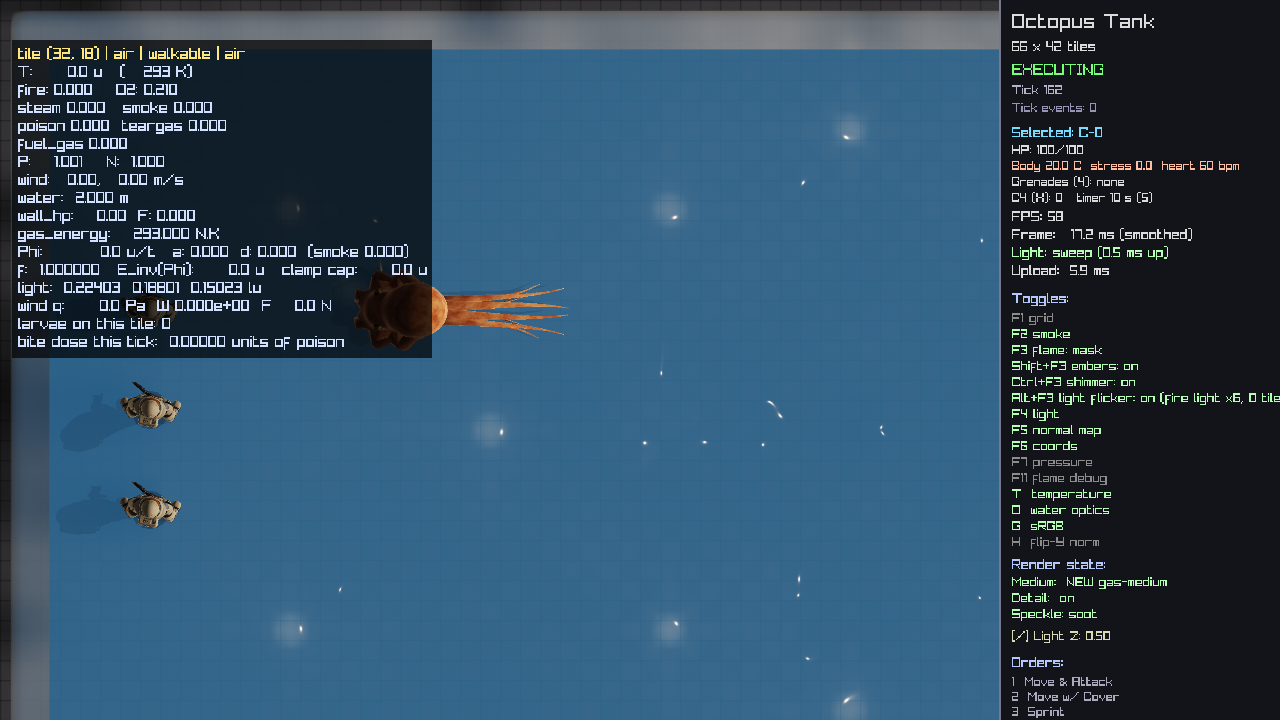 tile (32, 18) | air | walkable | air
T: 0.0 u ( 293 K)
fire: 0.000 O2: 0.210
steam 0.000 smoke 0.000
poison 0.000 teargas 0.000
fuel_gas 0.000
P: 1.001 N: 1.000
wind: 0.00, 0.00 m/s
water: 2.000 m
wall_hp: 0.00 F: 0.000
gas_energy: 293.000 N.K
Phi: 0.0 u/t a: 0.000 d: 0.000 (smoke 0.000)
f: 1.000000 E_inv(Phi): 0.0 u clamp cap: 0.0 u
light: 0.22403 0.18801 0.15023 lu
wind q: 0.0 Pa W 0.000e+00 F 0.0 N
larvae on this tile: 0
bite dose this tick: 0.00000 units of poison
Octopus Tank
66 x 42 tiles
EXECUTING
Tick 162
Tick events: 0
Selected: C-0
HP: 100/100
Body 20.0 C stress 0.0 heart 60 bpm
Grenades (4): none
C4 (X): 0 timer 10 s (5)
FPS: 58
Frame: 17.2 ms (smoothed)
Light: sweep (0.5 ms up)
Upload: 5.9 ms
Toggles:
F1 grid
F2 smoke
F3 flame: mask
Shift+F3 embers: on
Ctrl+F3 shimmer: on
Alt+F3 light flicker: on (fire light x6, 0 tile
F4 light
F5 normal map
F6 coords
F7 pressure
F11 flame debug
T temperature
O water optics
G sRGB
H flip-Y norm
Render state:
Medium: NEW gas-medium
Detail: on
Speckle: soot
[/] Light Z: 0.50
Orders:
1 Move & Attack
2 Move w/ Cover
3 Sprint